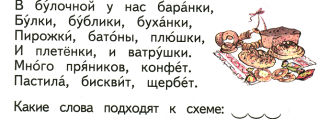 В бу́лочной у нас бара́нки,
Бу́лки, бу́блики, буха́нки,
Пирожки́, бато́ны, плю́шки,
И плетёнки, и ватру́шки.
Мно́го пря́ников, конфе́т.
Пастила́, бискви́т, щербе́т.
Какие слова подходят к схеме: